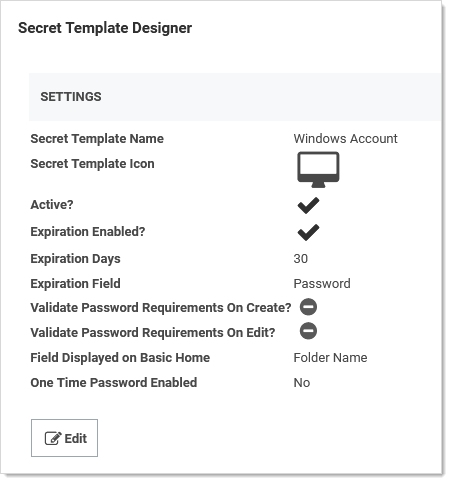 Secret Template Designer
SETTINGS
Secret Template Name Windows Account
Secret Template Icon
Active?
Expiration Enabled?
Expiration Days 30
Expiration Field Password
Validate Password Requirements On Create?
Validate Password Requirements On Edit?
Field Displayed on Basic Home Folder Name
One Time Password Enabled No
Edit